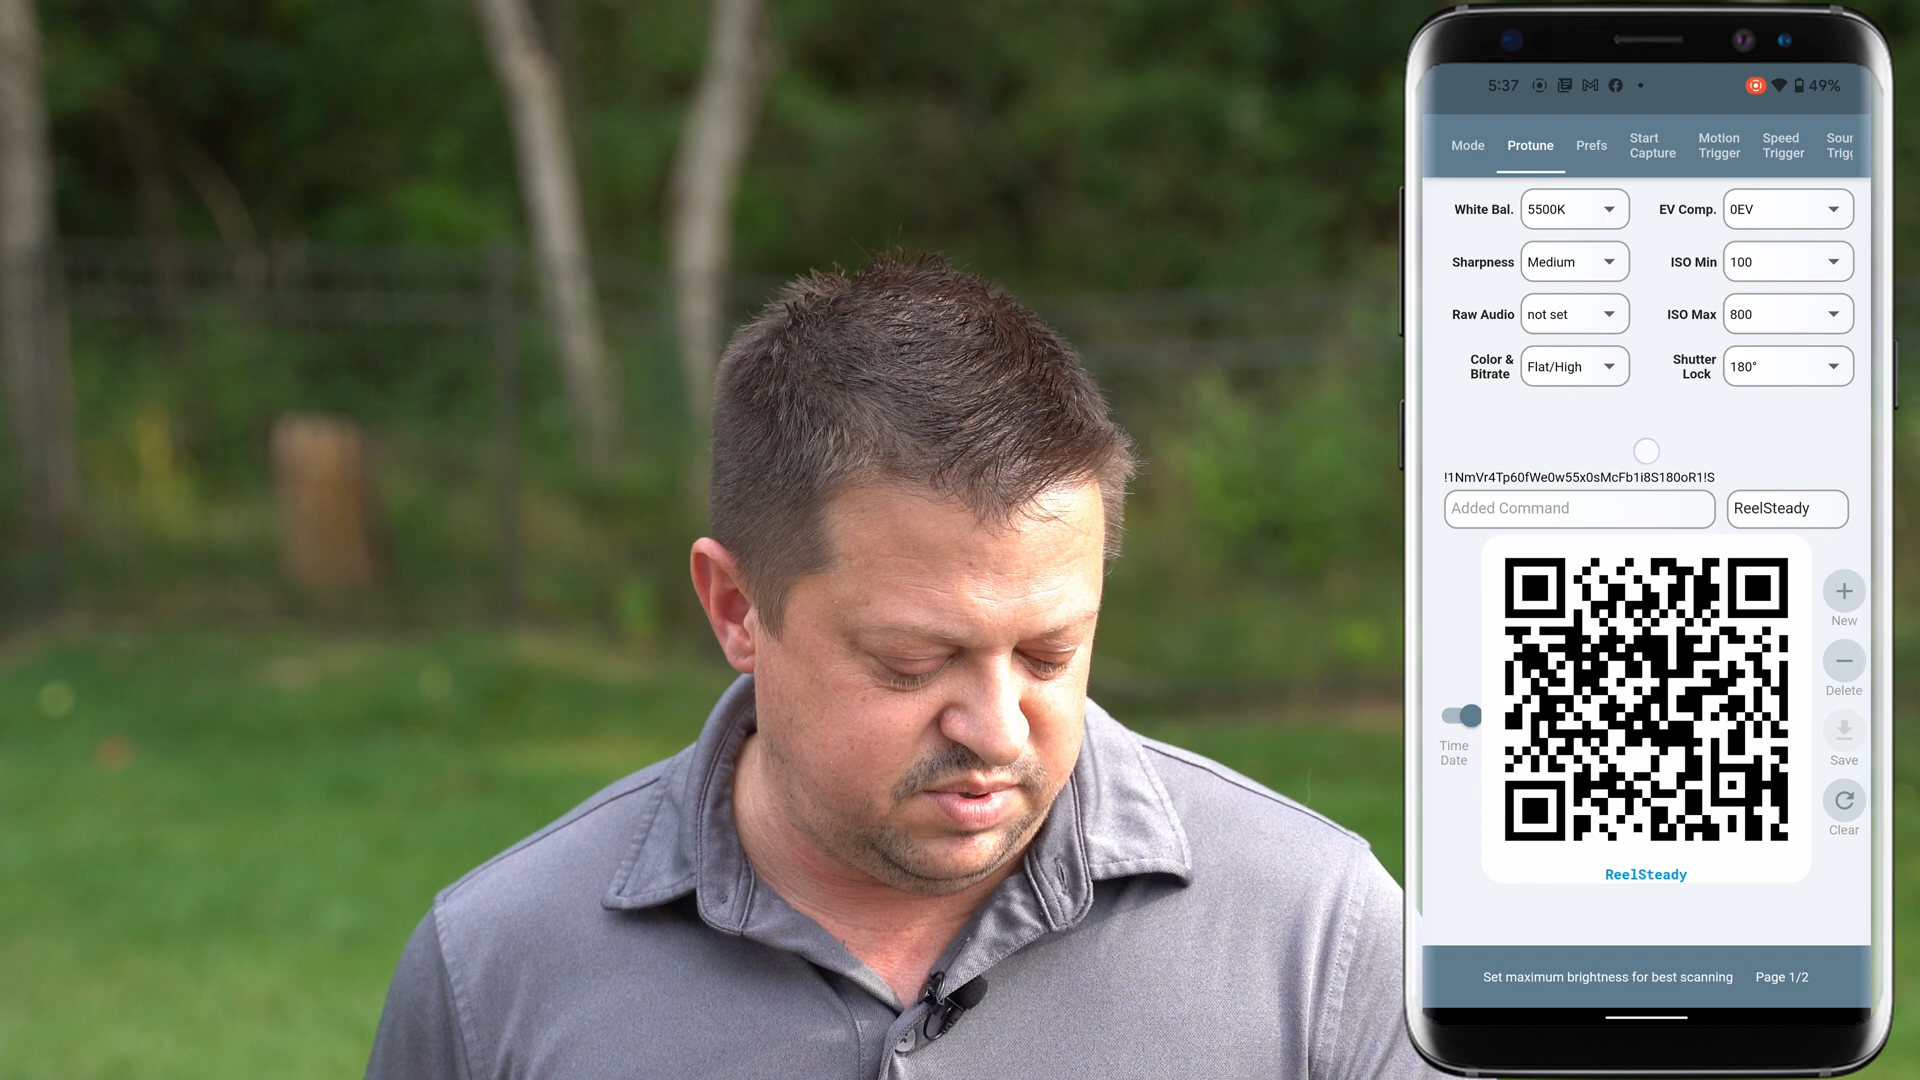 5:37
49%
Mode Protune Prefs Start Capture Motion Trigger Speed Trigger
White Bal. 5500K EV Comp. 0EV
Sharpness Medium ISO Min 100
Raw Audio not set ISO Max 800
Color & Bitrate Flat/High Shutter Lock 180°
!1NmVr4Tp60fWe0w55x0sMcFb1i8S180oR1!S
Added Command ReelSteady
New
Delete
Time
Date
Save
Clear
ReelSteady
Set maximum brightness for best scanning Page 1/2